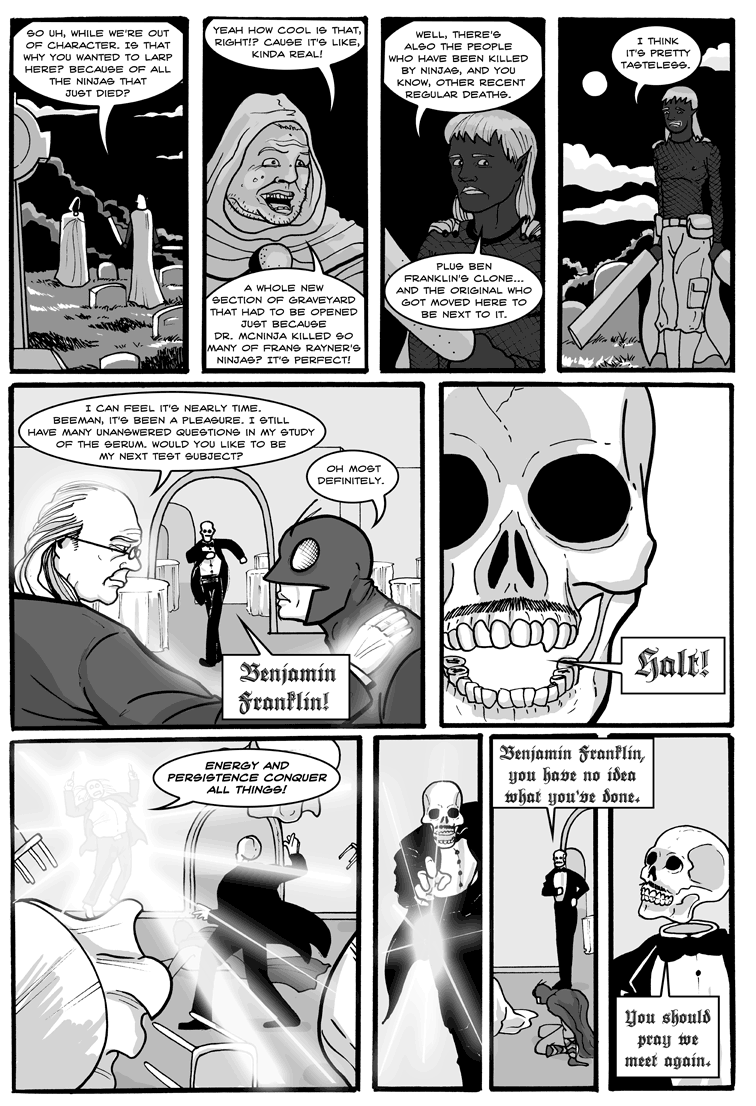 SO UH, WHILE WE'RE OUT
OF CHARACTER. IS THAT
WHY YOU WANTED TO LARP
HERE? BECAUSE OF ALL
THE NINJAS THAT
JUST DIED?
YEAH HOW COOL IS THAT,
RIGHT!? CAUSE IT'S LIKE,
KINDA REAL!
A WHOLE NEW
SECTION OF GRAVEYARD
THAT HAD TO BE OPENED
JUST BECAUSE
DR. MCNINJA KILLED SO
MANY OF FRANS RAYNER'S
NINJAS? IT'S PERFECT!
WELL, THERE'S
ALSO THE PEOPLE
WHO HAVE BEEN KILLED
BY NINJAS, AND YOU
KNOW, OTHER RECENT
REGULAR DEATHS.
PLUS BEN
FRANKLIN'S CLONE...
AND THE ORIGINAL WHO
GOT MOVED HERE TO
BE NEXT TO IT.
I THINK
IT'S PRETTY
TASTELESS.
I CAN FEEL IT'S NEARLY TIME.
BEEMAN, IT'S BEEN A PLEASURE. I STILL
HAVE MANY UNANSWERED QUESTIONS IN MY STUDY
OF THE SERUM. WOULD YOU LIKE TO BE
MY NEXT TEST SUBJECT?
OH MOST
DEFINITELY.
Benjamin
Franklin!
Halt!
ENERGY AND
PERSISTENCE CONQUER
ALL THINGS!
Benjamin Franklin,
you have no idea
what you've done.
You should
pray we
meet again.